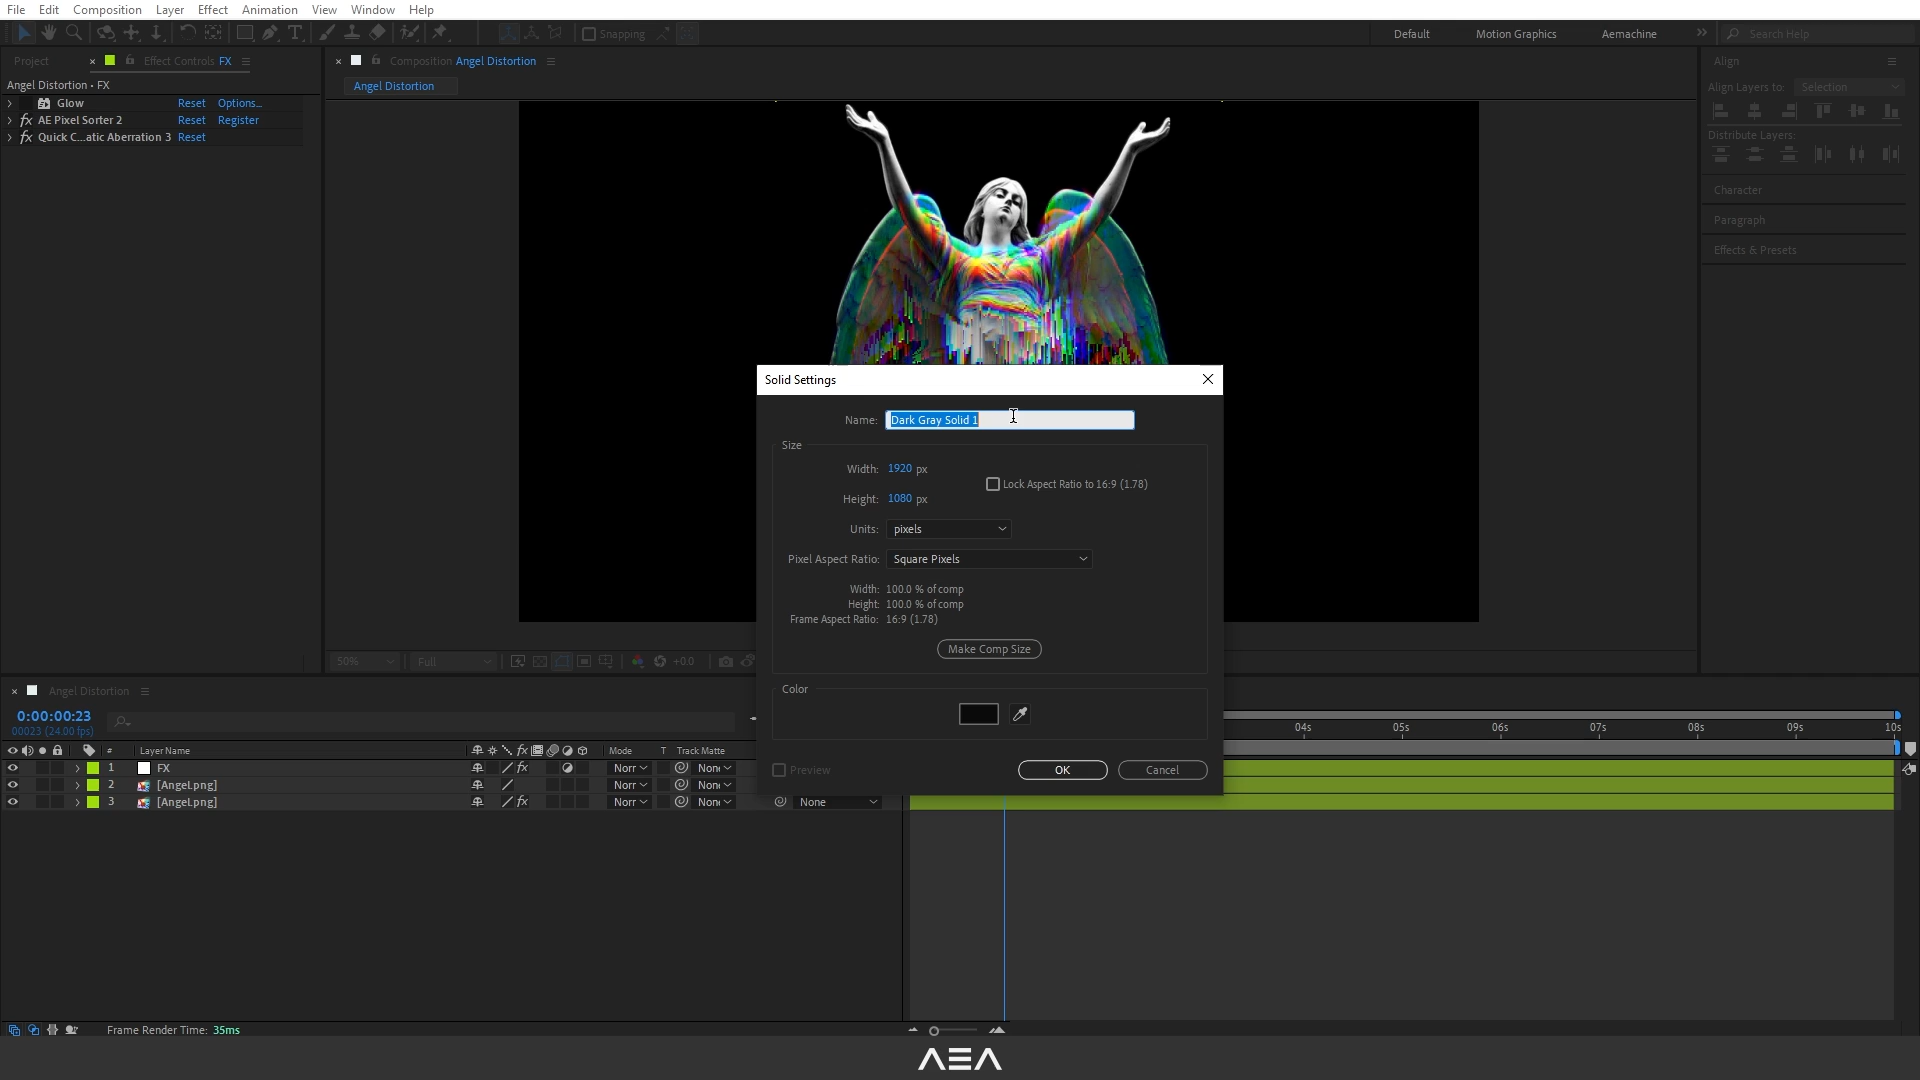 File Edit Composition Layer Effect Animation View Window Help
Snapping
Default Motion Graphics Aemachine Search Help
Project Effect Controls FX
Composition Angel Distortion
Align
Angel Distortion • FX
Angel Distortion
Align Layers to: Selection
Glow Reset Options...
AE Pixel Sorter 2 Reset Register
Quick C...atic Aberration 3 Reset
Distribute Layers:
Character
Paragraph
Effects & Presets
Solid Settings
Name: Dark Gray Solid 1
Size
Width: 1920 px
Lock Aspect Ratio to 16:9 (1.78)
Height: 1080 px
Units: pixels
Pixel Aspect Ratio: Square Pixels
Width: 100.0 % of comp
Height: 100.0 % of comp
Frame Aspect Ratio: 16:9 (1.78)
Make Comp Size
Color
Preview OK Cancel
50% Full +0.0
Angel Distortion
0:00:00:23
00023 (24.00 fps)
04s 05s 06s 07s 08s 09s 10s
# Layer Name fx Mode T Track Matte
1 FX fx Norr None
2 [Angel.png] Norr None
3 [Angel.png] fx Norr None None
Frame Render Time: 35ms
AEA